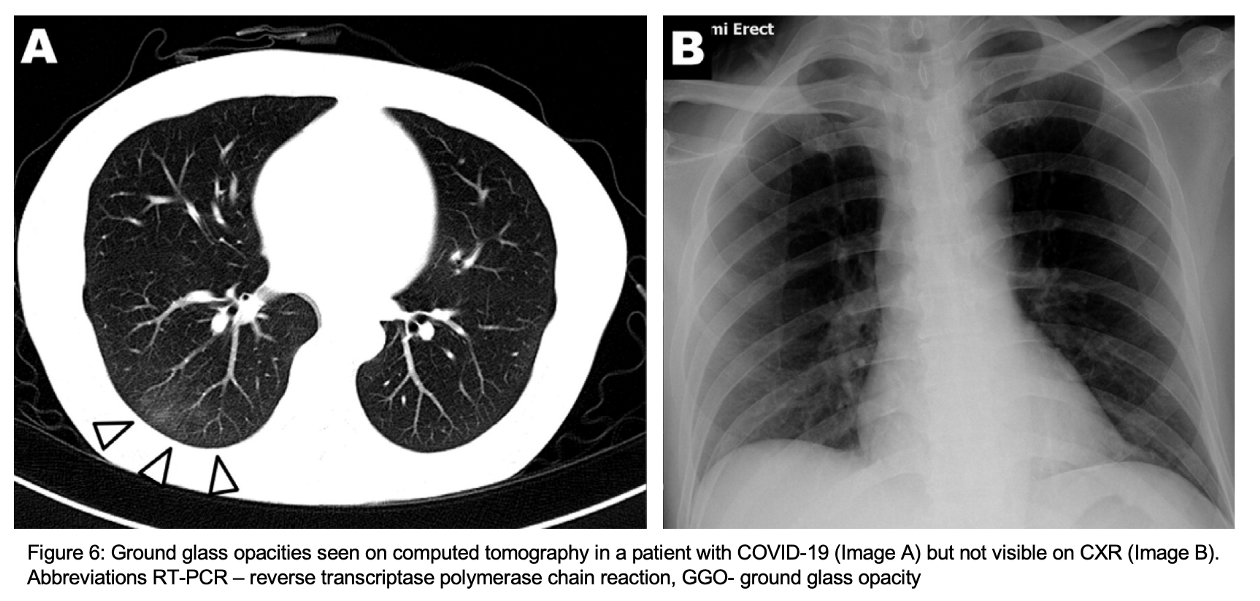 A
B
mi Erect
Figure 6: Ground glass opacities seen on computed tomography in a patient with COVID-19 (Image A) but not visible on CXR (Image B).
Abbreviations RT-PCR – reverse transcriptase polymerase chain reaction, GGO- ground glass opacity